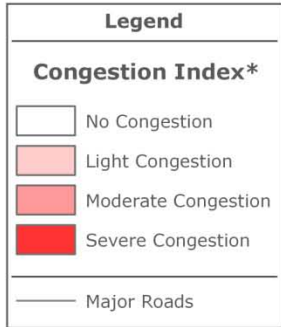 Legend
Congestion Index*
No Congestion
Light Congestion
Moderate Congestion
Severe Congestion
Major Roads